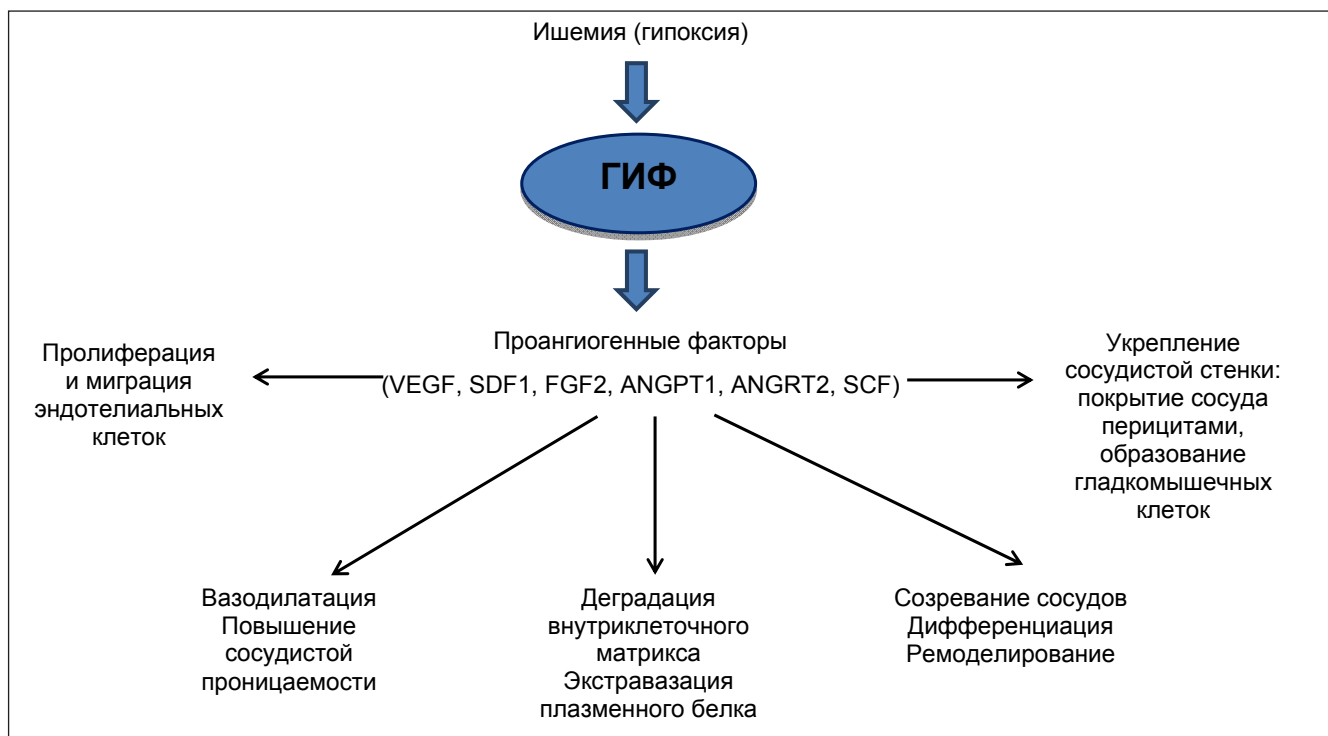 Ишемия (гипоксия)
ГИФ
Проангиогенные факторы
(VEGF, SDF1, FGF2, ANGPT1, ANGRT2, SCF)
Пролиферация
и миграция
эндотелиальных
клеток
Укрепление
сосудистой стенки:
покрытие сосуда
перицитами,
образование
гладкомышечных
клеток
Вазодилатация
Повышение
сосудистой
проницаемости
Деградация
внутриклеточного
матрикса
Экстравазация
плазменного белка
Созревание сосудов
Дифференциация
Ремоделирование